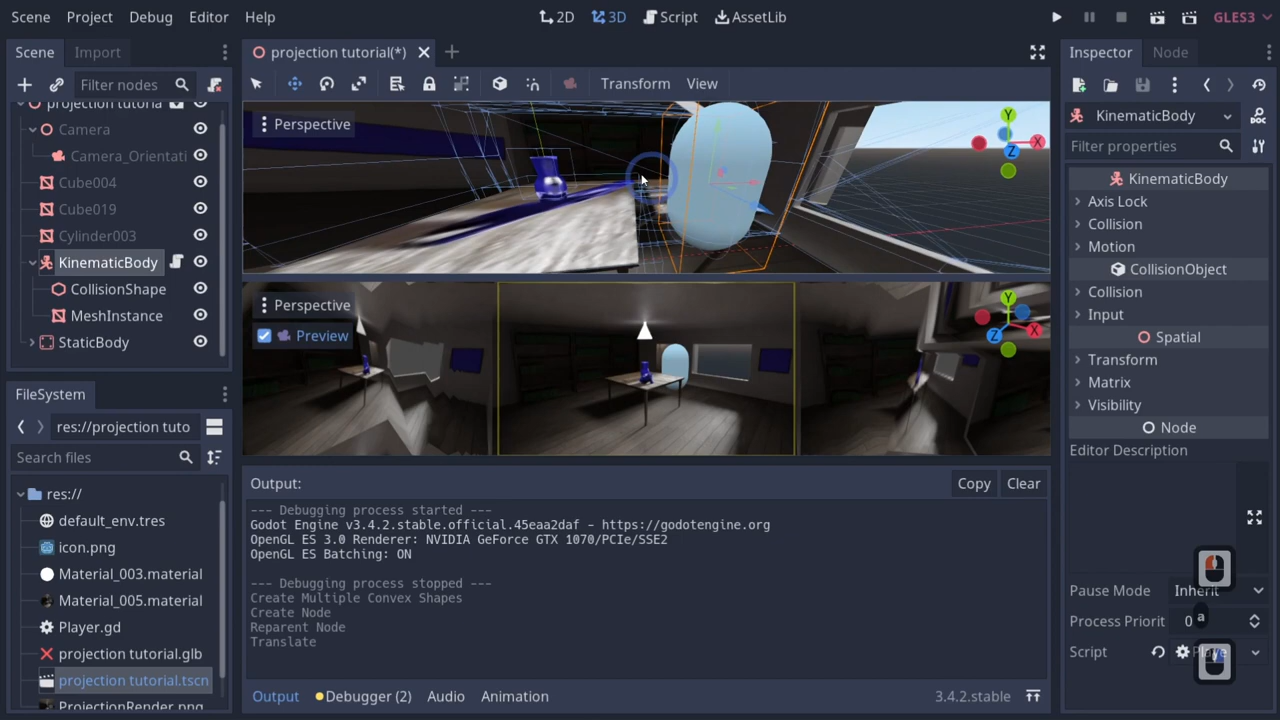 Scene Project Debug Editor Help
2D 3D Script AssetLib
GLES3
Scene Import
Filter nodes
projection tutoria
Camera
Camera_Orientati
Cube004
Cube019
Cylinder003
KinematicBody
CollisionShape
MeshInstance
StaticBody
FileSystem
res://projection tuto
Search files
res://
default_env.tres
icon.png
Material_003.material
Material_005.material
Player.gd
projection tutorial.glb
projection tutorial.tscn
ProjectionRender.png
projection tutorial(*)
Transform View
Perspective
Y
X
Z
Perspective
Preview
Y
X
Z
Output:
Copy Clear
--- Debugging process started ---
Godot Engine v3.4.2.stable.official.45eaa2daf - https://godotengine.org
OpenGL ES 3.0 Renderer: NVIDIA GeForce GTX 1070/PCIe/SSE2
OpenGL ES Batching: ON
--- Debugging process stopped ---
Create Multiple Convex Shapes
Create Node
Reparent Node
Translate
Output Debugger (2) Audio Animation 3.4.2.stable
Inspector Node
KinematicBody
DOC
Filter properties
KinematicBody
Axis Lock
Collision
Motion
CollisionObject
Collision
Input
Spatial
Transform
Matrix
Visibility
Node
Editor Description
Pause Mode Inherit
Process Priorit 0
a
Script